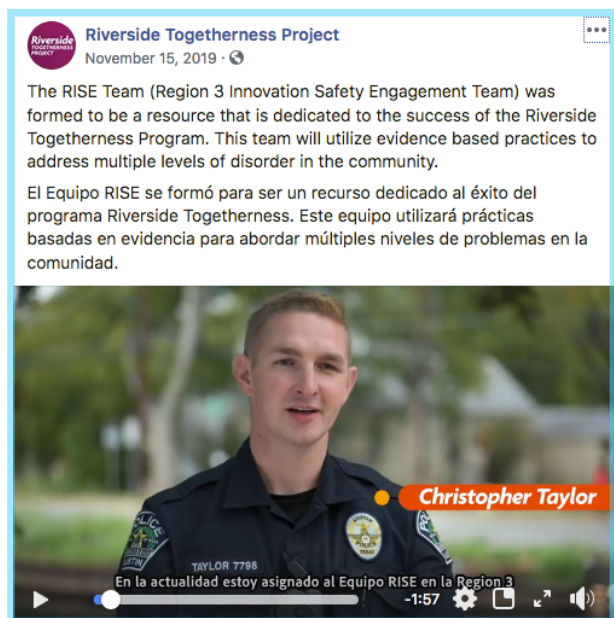 Riverside
TOGETHERNESS
PROJECT
Riverside Togetherness Project
November 15, 2019 ·
The RISE Team (Region 3 Innovation Safety Engagement Team) was
formed to be a resource that is dedicated to the success of the Riverside
Togetherness Program. This team will utilize evidence based practices to
address multiple levels of disorder in the community.
El Equipo RISE se formó para ser un recurso dedicado al éxito del
programa Riverside Togetherness. Este equipo utilizará prácticas
basadas en evidencia para abordar múltiples niveles de problemas en la
comunidad.
Christopher Taylor
AUSTIN
POLICE
TEXAS
TAYLOR 7798
En la actualidad estoy asignado al Equipo RISE en la Region 3
-1:57